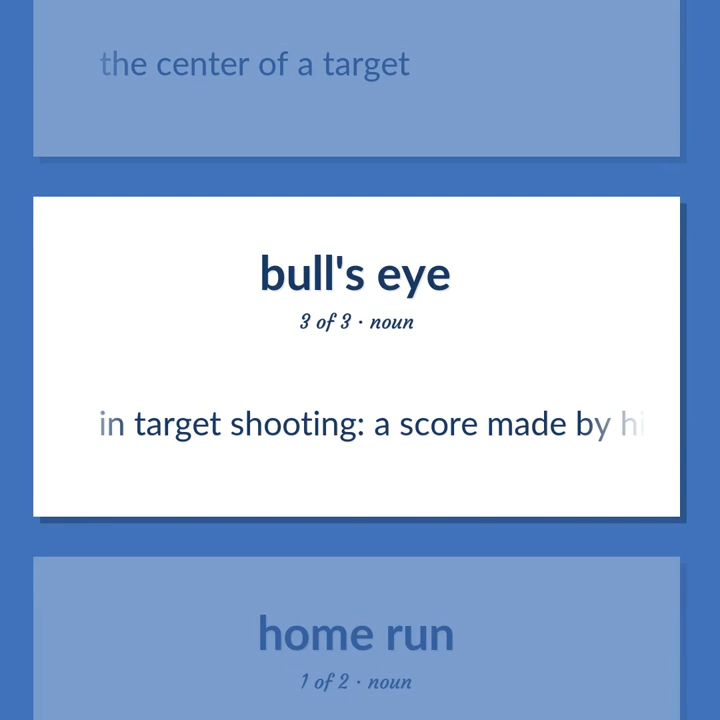 the center of a target
bull's eye
3 of 3 · noun
in target shooting: a score made by
home run
1 of 2 · noun